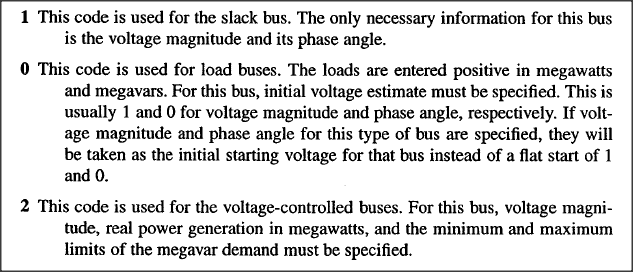 1 This code is used for the slack bus. The only necessary information for this bus
is the voltage magnitude and its phase angle.
0 This code is used for load buses. The loads are entered positive in megawatts
and megavars. For this bus, initial voltage estimate must be specified. This is
usually 1 and 0 for voltage magnitude and phase angle, respectively. If volt-
age magnitude and phase angle for this type of bus are specified, they will
be taken as the initial starting voltage for that bus instead of a flat start of 1
and 0.
2 This code is used for the voltage-controlled buses. For this bus, voltage magni-
tude, real power generation in megawatts, and the minimum and maximum
limits of the megavar demand must be specified.